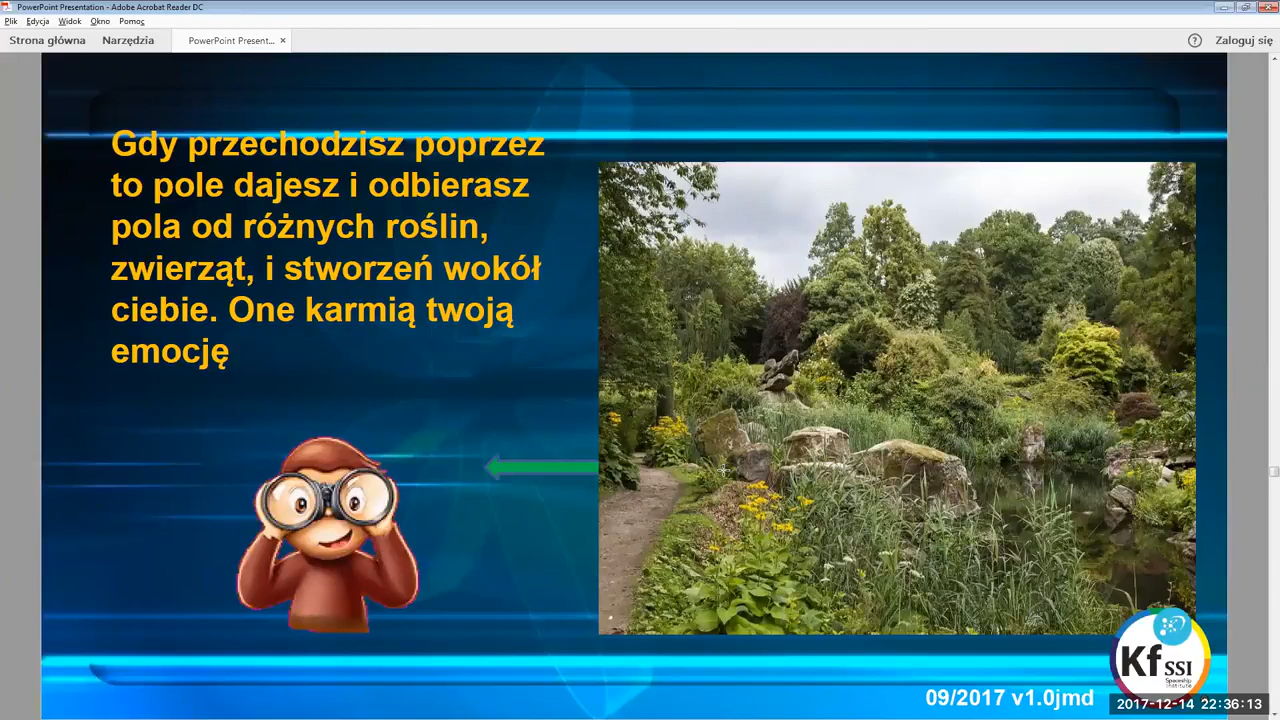 PowerPoint Presentation - Adobe Acrobat Reader DC
Plik Edycja Widok Okno Pomoc
Strona główna Narzędzia PowerPoint Present... × ? Zaloguj się
Gdy przechodzisz poprzez
to pole dajesz i odbierasz
pola od różnych roślin,
zwierząt, i stworzeń wokół
ciebie. One karmią twoją
emocję
Kf SSI
Spaceship
Institute
09/2017 v1.0jmd
2017-12-14 22:36:13